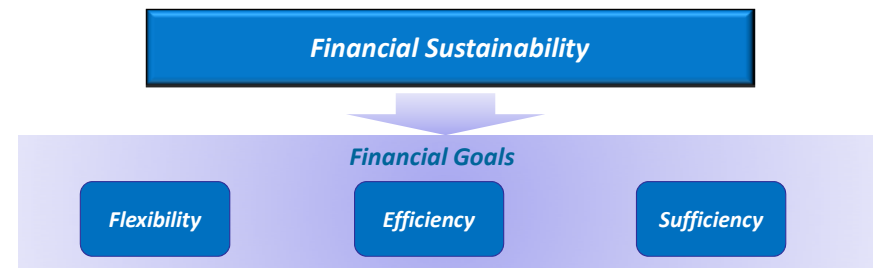 Financial Sustainability
Financial Goals
Flexibility
Efficiency
Sufficiency